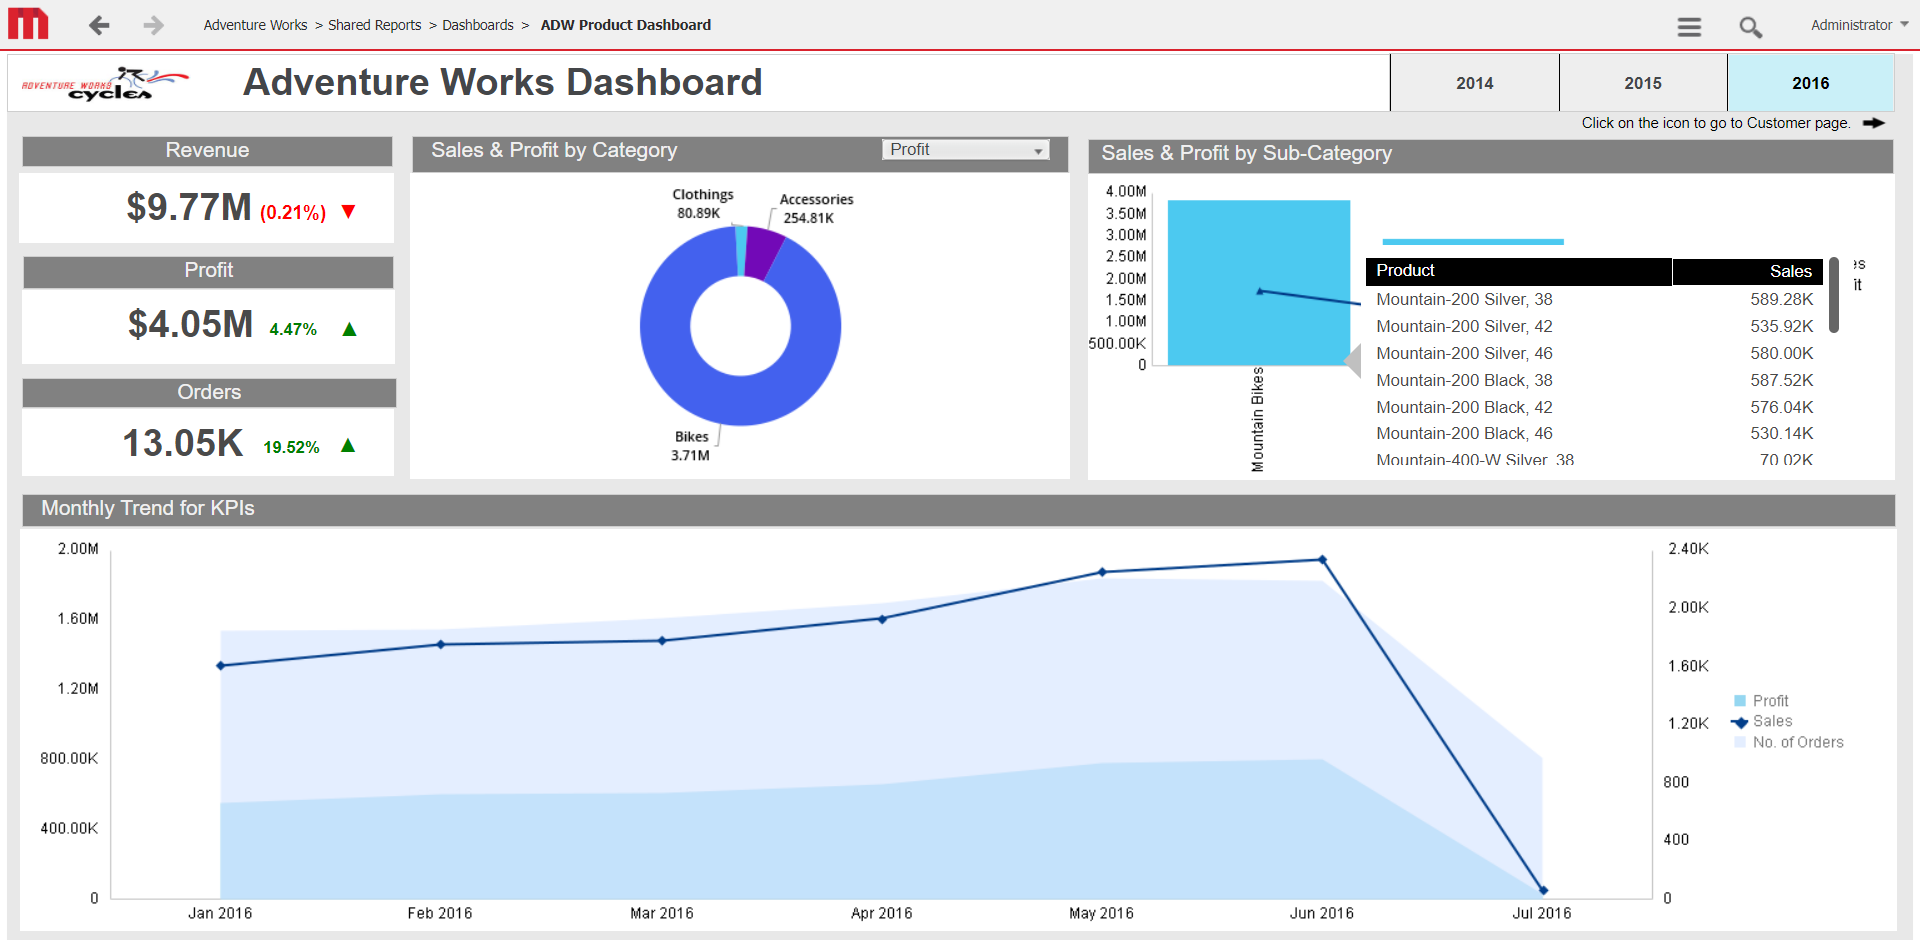 Adventure Works > Shared Reports > Dashboards > ADW Product Dashboard
Administrator
ADVENTURE WORKS
cycles
Adventure Works Dashboard
2014
2015
2016
Click on the icon to go to Customer page.
Revenue
$9.77M (0.21%)
Profit
$4.05M 4.47%
Orders
13.05K 19.52%
Sales & Profit by Category
Profit
Clothings
80.89K
Accessories
254.81K
Bikes
3.71M
Sales & Profit by Sub-Category
4.00M
3.50M
3.00M
2.50M
2.00M
1.50M
1.00M
500.00K
0
Mountain Bikes
Product Sales
Mountain-200 Silver, 38 589.28K
Mountain-200 Silver, 42 535.92K
Mountain-200 Silver, 46 580.00K
Mountain-200 Black, 38 587.52K
Mountain-200 Black, 42 576.04K
Mountain-200 Black, 46 530.14K
Mountain-400-W Silver, 38 70.02K
Monthly Trend for KPIs
2.00M
1.60M
1.20M
800.00K
400.00K
0
Jan 2016
Feb 2016
Mar 2016
Apr 2016
May 2016
Jun 2016
Jul 2016
2.40K
2.00K
1.60K
1.20K
800
400
0
Profit
Sales
No. of Orders